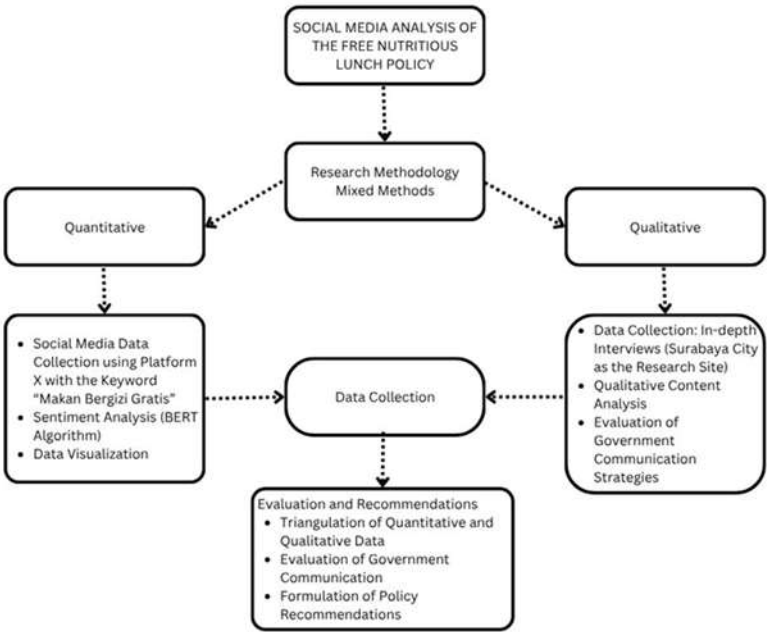 SOCIAL MEDIA ANALYSIS OF
THE FREE NUTRITIOUS
LUNCH POLICY
Research Methodology
Mixed Methods
Quantitative
Qualitative
• Social Media Data
Collection using Platform
X with the Keyword
“Makan Bergizi Gratis”
• Sentiment Analysis (BERT
Algorithm)
• Data Visualization
Data Collection
• Data Collection: In-depth
Interviews (Surabaya City
as the Research Site)
• Qualitative Content
Analysis
• Evaluation of
Government
Communication
Strategies
Evaluation and Recommendations
• Triangulation of Quantitative and
Qualitative Data
• Evaluation of Government
Communication
• Formulation of Policy
Recommendations